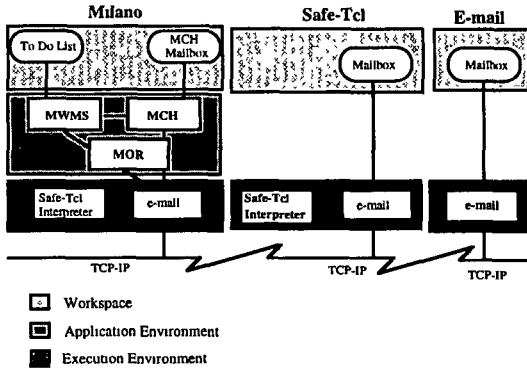 Milano
Safe-Tcl
E-mail
To Do List
MCH
Mailbox
Mailbox
Mailbox
MWMS
MCH
MOR
Safe-Tcl
Interpreter
e-mail
Safe-Tcl
Interpreter
e-mail
e-mail
TCP-IP
TCP-IP
TCP-IP
Workspace
Application Environment
Execution Environment